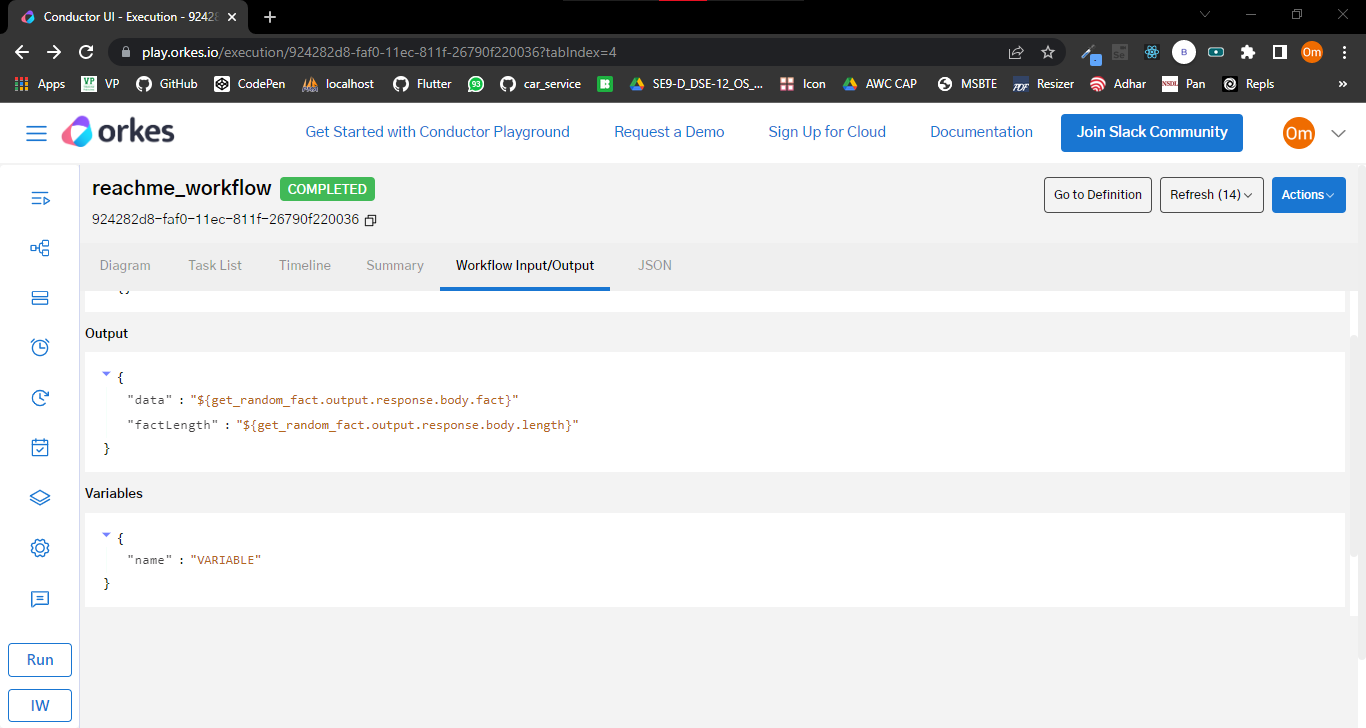 Conductor UI - Execution - 92428
play.orkes.io/execution/924282d8-faf0-11ec-811f-26790f220036?tabIndex=4
B
Om
Apps VP VP GitHub CodePen localhost Flutter 93 car_service SE9-D_DSE-12_OS_... Icon AWC CAP MSBTE TOP Resizer Adhar NSDL Pan Repls »
orkes Get Started with Conductor Playground Request a Demo Sign Up for Cloud Documentation Join Slack Community Om
reachme_workflow COMPLETED
Go to Definition Refresh (14) Actions
924282d8-faf0-11ec-811f-26790f220036
Diagram Task List Timeline Summary Workflow Input/Output JSON
{}
Output
{
"data" : "${get_random_fact.output.response.body.fact}"
"factLength" : "${get_random_fact.output.response.body.length}"
}
Variables
{
"name" : "VARIABLE"
}
Run
IW